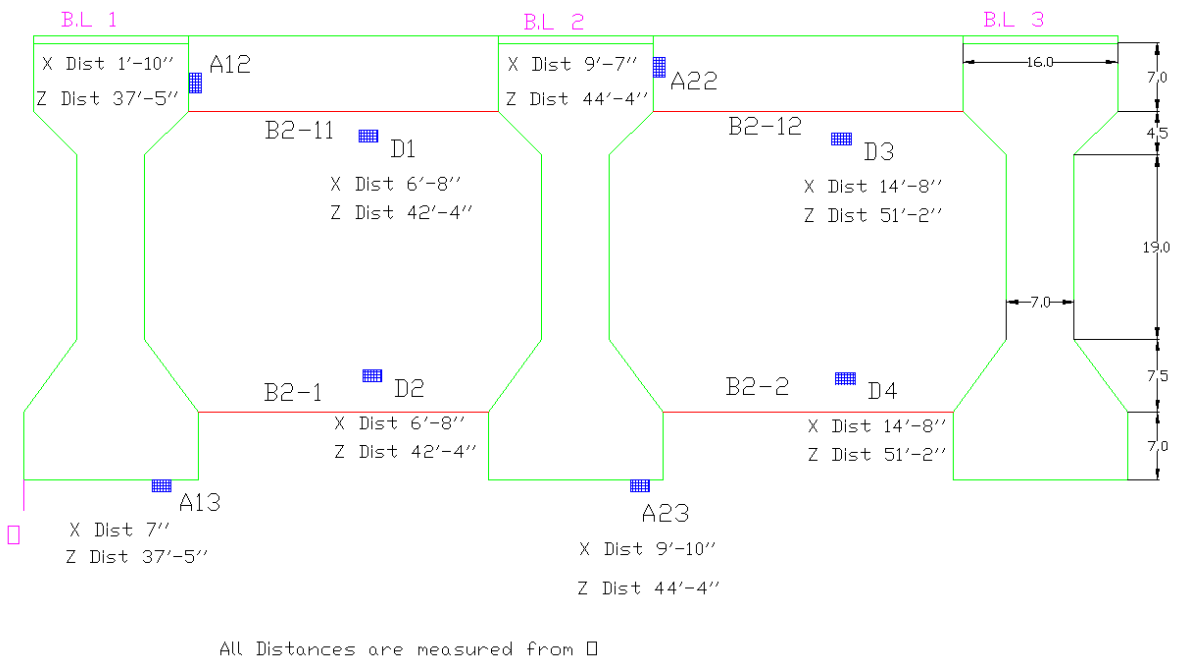 B.L 1
B.L 2
B.L 3
X Dist 1'-10''
Z Dist 37'-5''
A12
X Dist 9'-7''
Z Dist 44'-4''
A22
16.0
7.0
B2-11
D1
B2-12
D3
4.5
X Dist 6'-8''
Z Dist 42'-4''
X Dist 14'-8''
Z Dist 51'-2''
19.0
7.0
B2-1
D2
B2-2
D4
7.5
X Dist 6'-8''
Z Dist 42'-4''
X Dist 14'-8''
Z Dist 51'-2''
7.0
A13
A23
X Dist 7''
Z Dist 37'-5''
X Dist 9'-10''
Z Dist 44'-4''
All Distances are measured from